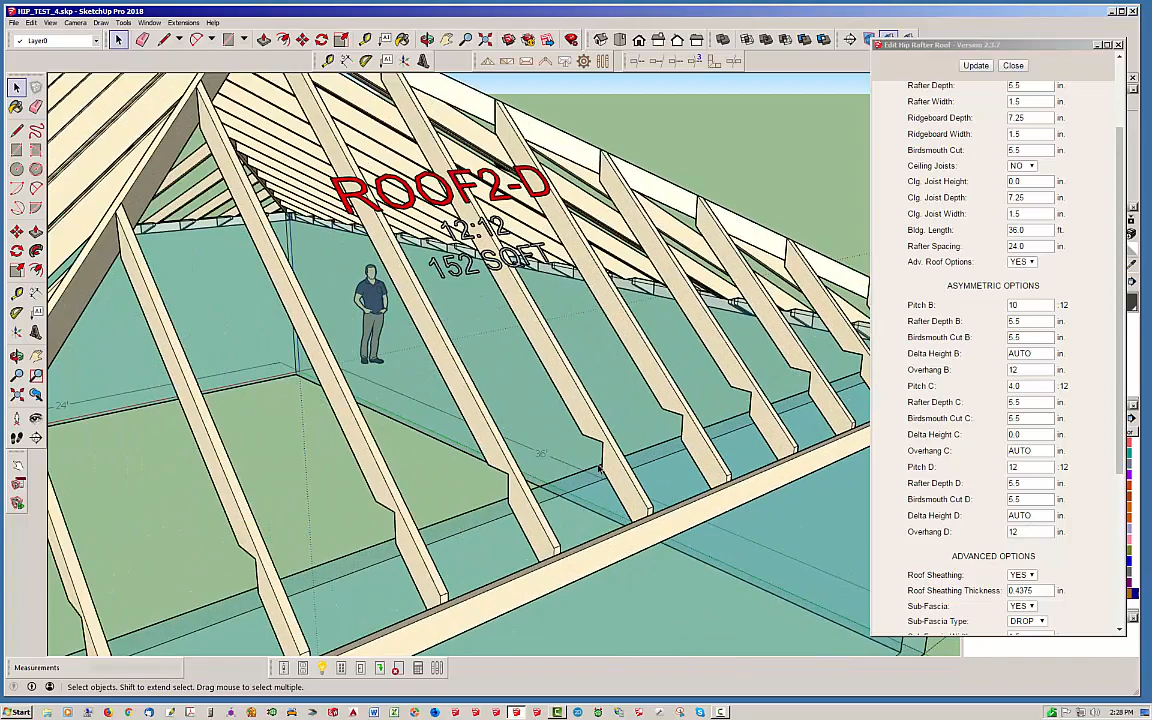 HIP_TEST_4.skp - SketchUp Pro 2018
File Edit View Camera Draw Tools Window Extensions Help
Layer0
Edit Hip Rafter Roof - Version 2.3.7
Update Close
Rafter Depth: 5.5 in.
Rafter Width: 1.5 in.
Ridgeboard Depth: 7.25 in.
Ridgeboard Width: 1.5 in.
Birdsmouth Cut: 5.5 in.
Ceiling Joists: NO
Clg. Joist Height: 0.0 in.
Clg. Joist Depth: 7.25 in.
Clg. Joist Width: 1.5 in.
Bldg. Length: 36.0 ft.
Rafter Spacing: 24.0 in.
Adv. Roof Options: YES
ASYMMETRIC OPTIONS
Pitch B: 10 :12
Rafter Depth B: 5.5 in.
Birdsmouth Cut B: 5.5 in.
Delta Height B: AUTO in.
Overhang B: 12 in.
Pitch C: 4.0 :12
Rafter Depth C: 5.5 in.
Birdsmouth Cut C: 5.5 in.
Delta Height C: 0.0 in.
Overhang C: AUTO in.
Pitch D: 12 :12
Rafter Depth D: 5.5 in.
Birdsmouth Cut D: 5.5 in.
Delta Height D: AUTO in.
Overhang D: 12 in.
ADVANCED OPTIONS
Roof Sheathing: YES
Roof Sheathing Thickness: 0.4375 in.
Sub-Fascia: YES
Sub-Fascia Type: DROP
ROOF2-D
12:12
152 SQFT
24'
36'
Measurements
Select objects. Shift to extend select. Drag mouse to select multiple.
Start
2:28 PM